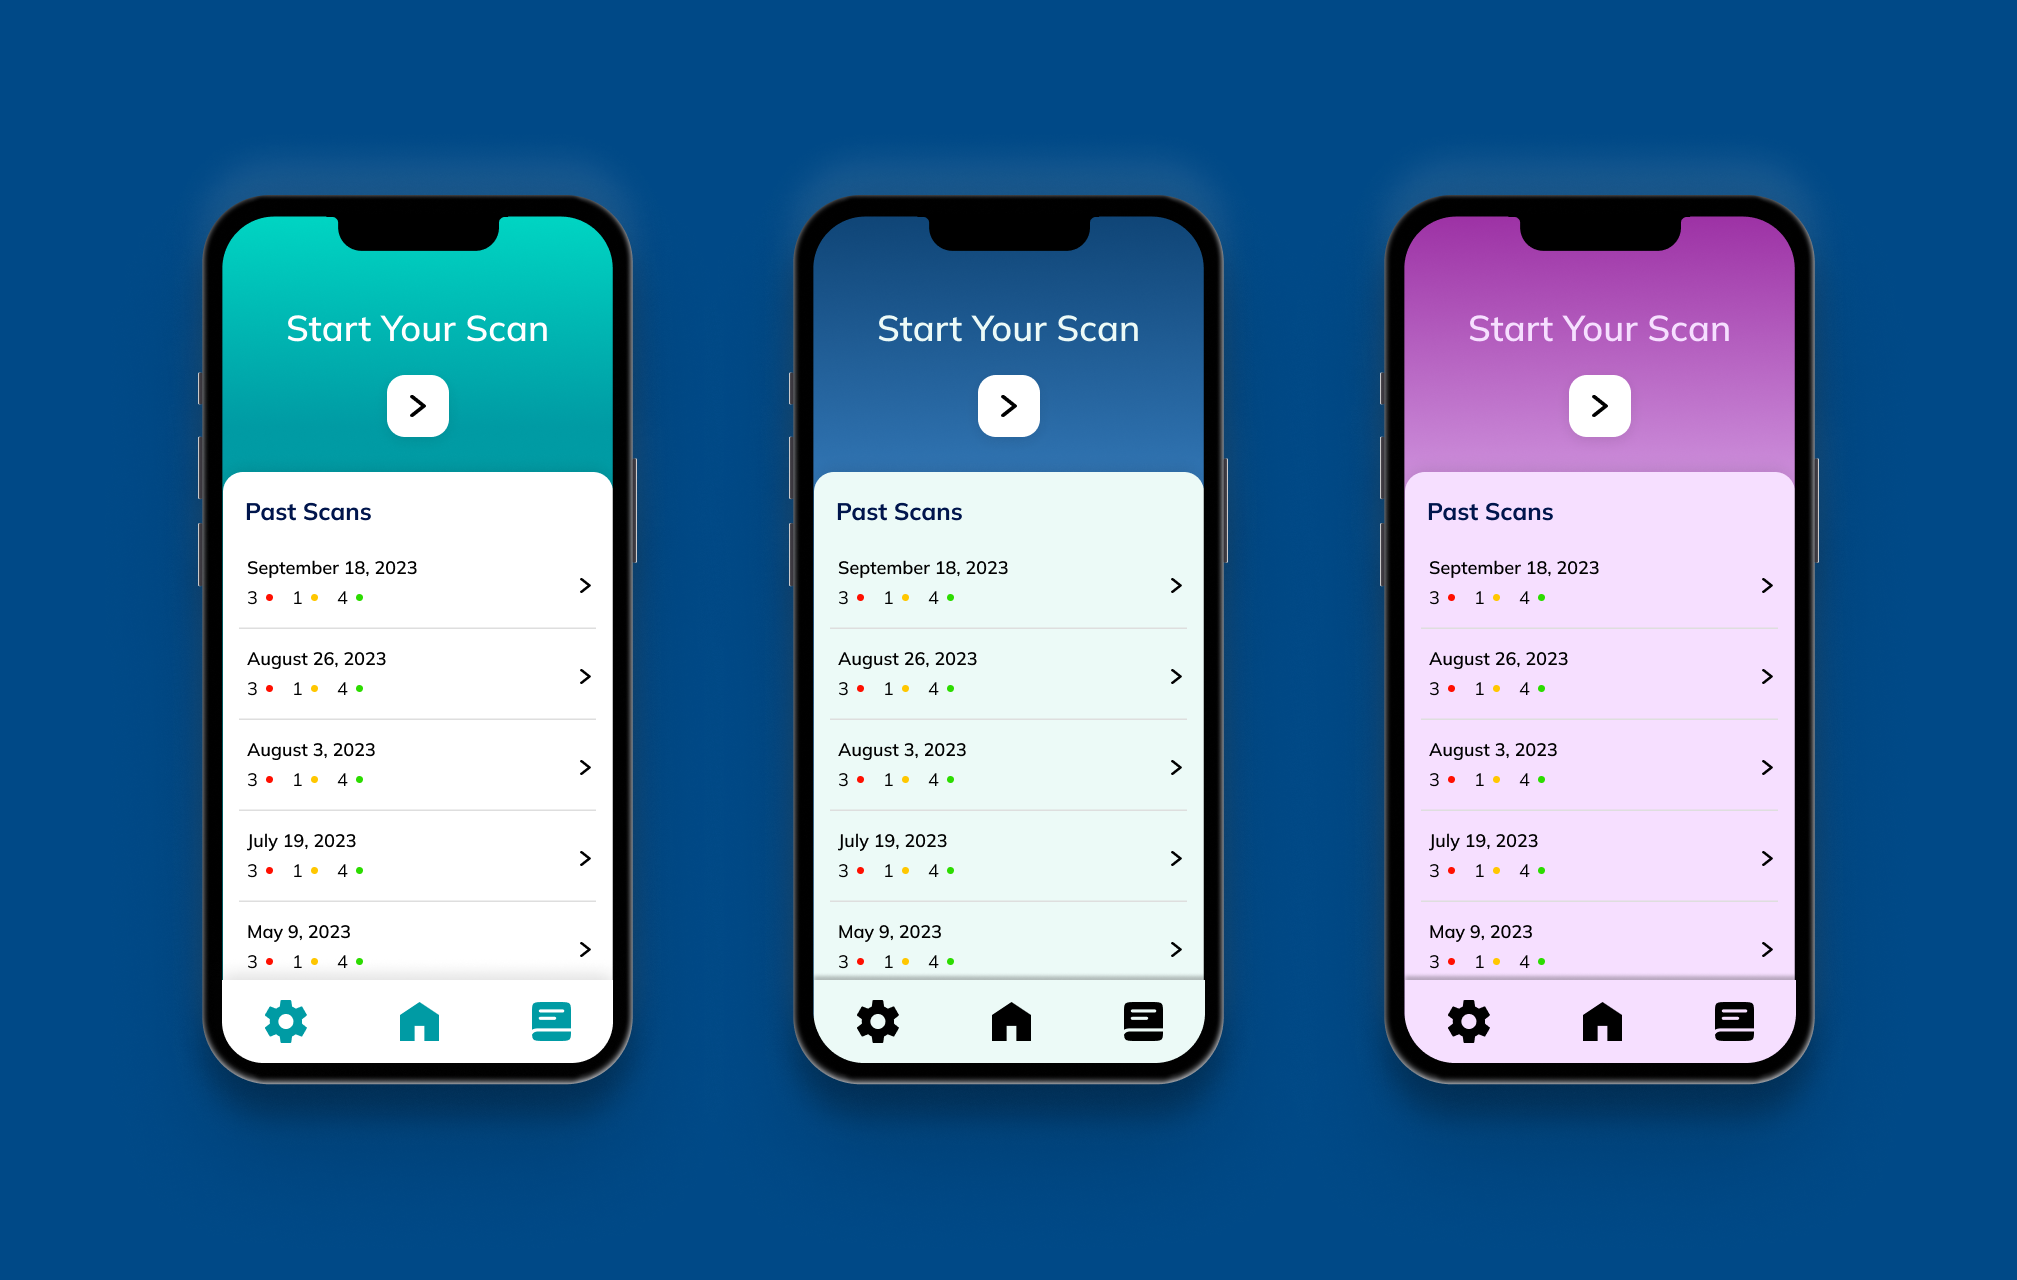 Start Your Scan
Past Scans
September 18, 2023
3 1 4
August 26, 2023
3 1 4
August 3, 2023
3 1 4
July 19, 2023
3 1 4
May 9, 2023
3 1 4
Start Your Scan
Past Scans
September 18, 2023
3 1 4
August 26, 2023
3 1 4
August 3, 2023
3 1 4
July 19, 2023
3 1 4
May 9, 2023
3 1 4
Start Your Scan
Past Scans
September 18, 2023
3 1 4
August 26, 2023
3 1 4
August 3, 2023
3 1 4
July 19, 2023
3 1 4
May 9, 2023
3 1 4